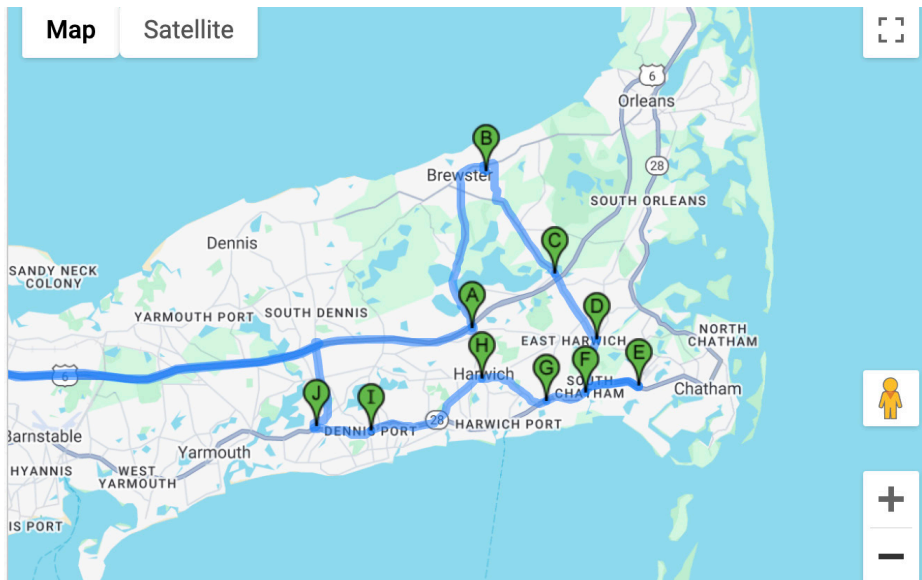 Map
Satellite
6
Orleans
B
Brewster
28
SOUTH ORLEANS
Dennis
C
SANDY NECK
COLONY
A
YARMOUTH PORT
SOUTH DENNIS
D
NORTH
CHATHAM
EAST HARWICH
H
F
E
6
Harwich
G
SOUTH
CHATHAM
Chatham
J
I
28
HARWICH PORT
DENNIS PORT
Barnstable
Yarmouth
HYANNIS
WEST
YARMOUTH
IS PORT
+
−